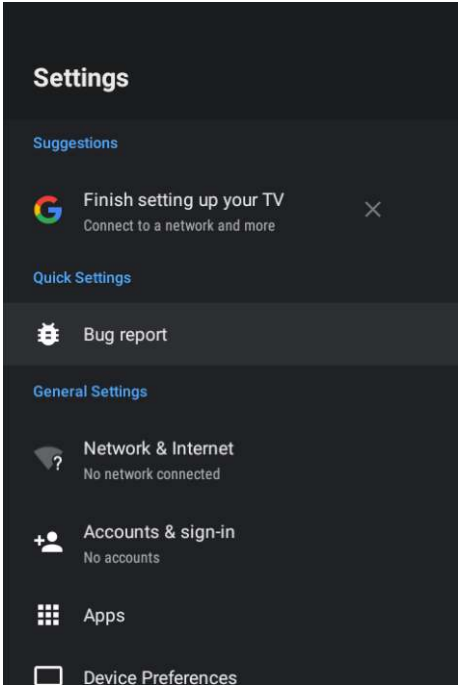 Settings
Suggestions
Finish setting up your TV
Connect to a network and more
Quick Settings
Bug report
General Settings
Network & Internet
No network connected
Accounts & sign-in
No accounts
Apps
Device Preferences